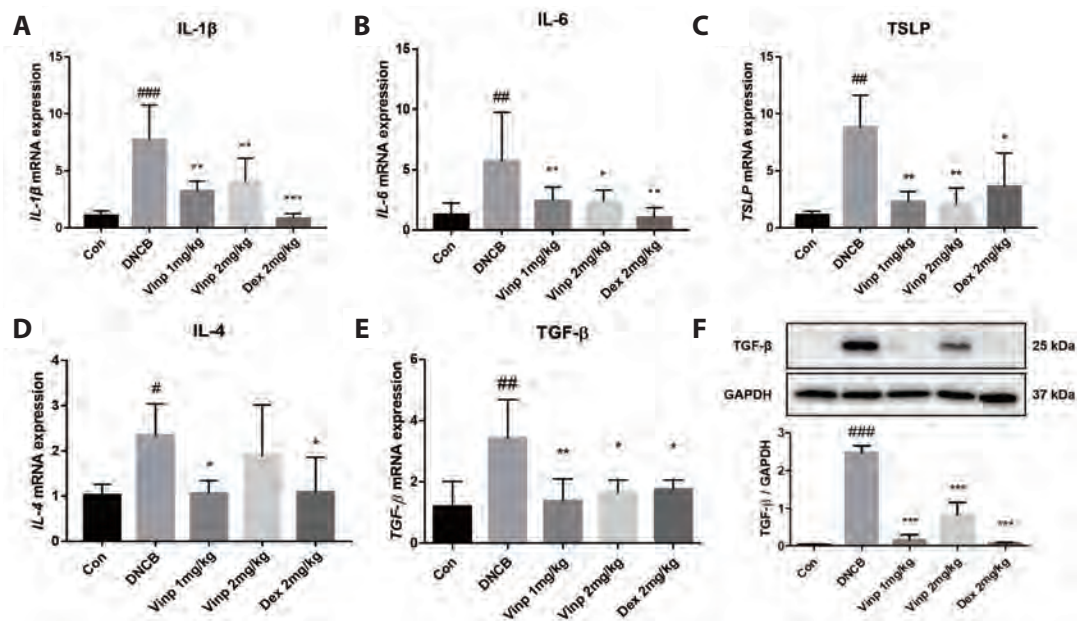 A
IL-1β
IL-1β mRNA expression
15
10
5
0
###
**
**
***
Con
DNCB
Vinp 1mg/kg
Vinp 2mg/kg
Dex 2mg/kg
B
IL-6
IL-6 mRNA expression
15
10
5
0
##
**
*
**
Con
DNCB
Vinp 1mg/kg
Vinp 2mg/kg
Dex 2mg/kg
C
TSLP
TSLP mRNA expression
15
10
5
0
##
**
**
*
Con
DNCB
Vinp 1mg/kg
Vinp 2mg/kg
Dex 2mg/kg
D
IL-4
IL-4 mRNA expression
4
3
2
1
0
#
*
*
Con
DNCB
Vinp 1mg/kg
Vinp 2mg/kg
Dex 2mg/kg
E
TGF-β
TGF-β mRNA expression
6
4
2
0
##
**
*
*
Con
DNCB
Vinp 1mg/kg
Vinp 2mg/kg
Dex 2mg/kg
F
TGF-β
25 kDa
GAPDH
37 kDa
TGF-β / GAPDH
3
2
1
0
###
***
***
***
Con
DNCB
Vinp 1mg/kg
Vinp 2mg/kg
Dex 2mg/kg